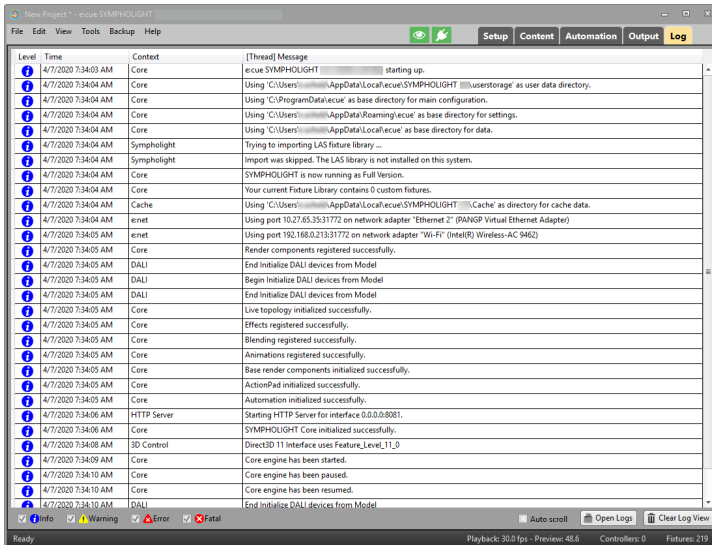 New Project * - e:cue SYMPHOLIGHT
File Edit View Tools Backup Help
Setup Content Automation Output Log
Level Time Context [Thread] Message
4/7/2020 7:34:03 AM Core e:cue SYMPHOLIGHT starting up.
4/7/2020 7:34:04 AM Core Using 'C:\Users\ \AppData\Local\ecue\SYMPHOLIGHT \userstorage' as user data directory.
4/7/2020 7:34:04 AM Core Using 'C:\ProgramData\ecue' as base directory for main configuration.
4/7/2020 7:34:04 AM Core Using 'C:\Users\ \AppData\Roaming\ecue' as base directory for settings.
4/7/2020 7:34:04 AM Core Using 'C:\Users\ \AppData\Local\ecue' as base directory for data.
4/7/2020 7:34:04 AM Sympholight Trying to importing LAS fixture library ...
4/7/2020 7:34:04 AM Sympholight Import was skipped. The LAS library is not installed on this system.
4/7/2020 7:34:04 AM Core SYMPHOLIGHT is now running as Full Version.
4/7/2020 7:34:04 AM Core Your current Fixture Library contains 0 custom fixtures.
4/7/2020 7:34:04 AM Cache Using 'C:\Users\ \AppData\Local\ecue\SYMPHOLIGHT \Cache' as directory for cache data.
4/7/2020 7:34:04 AM e:net Using port 10.27.65.35:31772 on network adapter "Ethernet 2" (PANGP Virtual Ethernet Adapter)
4/7/2020 7:34:05 AM e:net Using port 192.168.0.213:31772 on network adapter "Wi-Fi" (Intel(R) Wireless-AC 9462)
4/7/2020 7:34:05 AM Core Render components registered successfully.
4/7/2020 7:34:05 AM DALI End Initialize DALI devices from Model
4/7/2020 7:34:05 AM DALI Begin Initialize DALI devices from Model
4/7/2020 7:34:05 AM DALI End Initialize DALI devices from Model
4/7/2020 7:34:05 AM Core Live topology initialized successfully.
4/7/2020 7:34:05 AM Core Effects registered successfully.
4/7/2020 7:34:05 AM Core Blending registered successfully.
4/7/2020 7:34:05 AM Core Animations registered successfully.
4/7/2020 7:34:05 AM Core Base render components initialized successfully.
4/7/2020 7:34:05 AM Core ActionPad initialized successfully.
4/7/2020 7:34:05 AM Core Automation initialized successfully.
4/7/2020 7:34:06 AM HTTP Server Starting HTTP Server for interface 0.0.0.0:8081.
4/7/2020 7:34:06 AM Core SYMPHOLIGHT Core initialized successfully.
4/7/2020 7:34:08 AM 3D Control Direct3D 11 Interface uses Feature_Level_11_0
4/7/2020 7:34:09 AM Core Core engine has been started.
4/7/2020 7:34:10 AM Core Core engine has been paused.
4/7/2020 7:34:10 AM Core Core engine has been resumed.
4/7/2020 7:34:10 AM DALI End Initialize DALI devices from Model
Info Warning Error Fatal Auto scroll Open Logs Clear Log View
Ready Playback: 30.0 fps - Preview: 48.6 Controllers: 0 Fixtures: 219